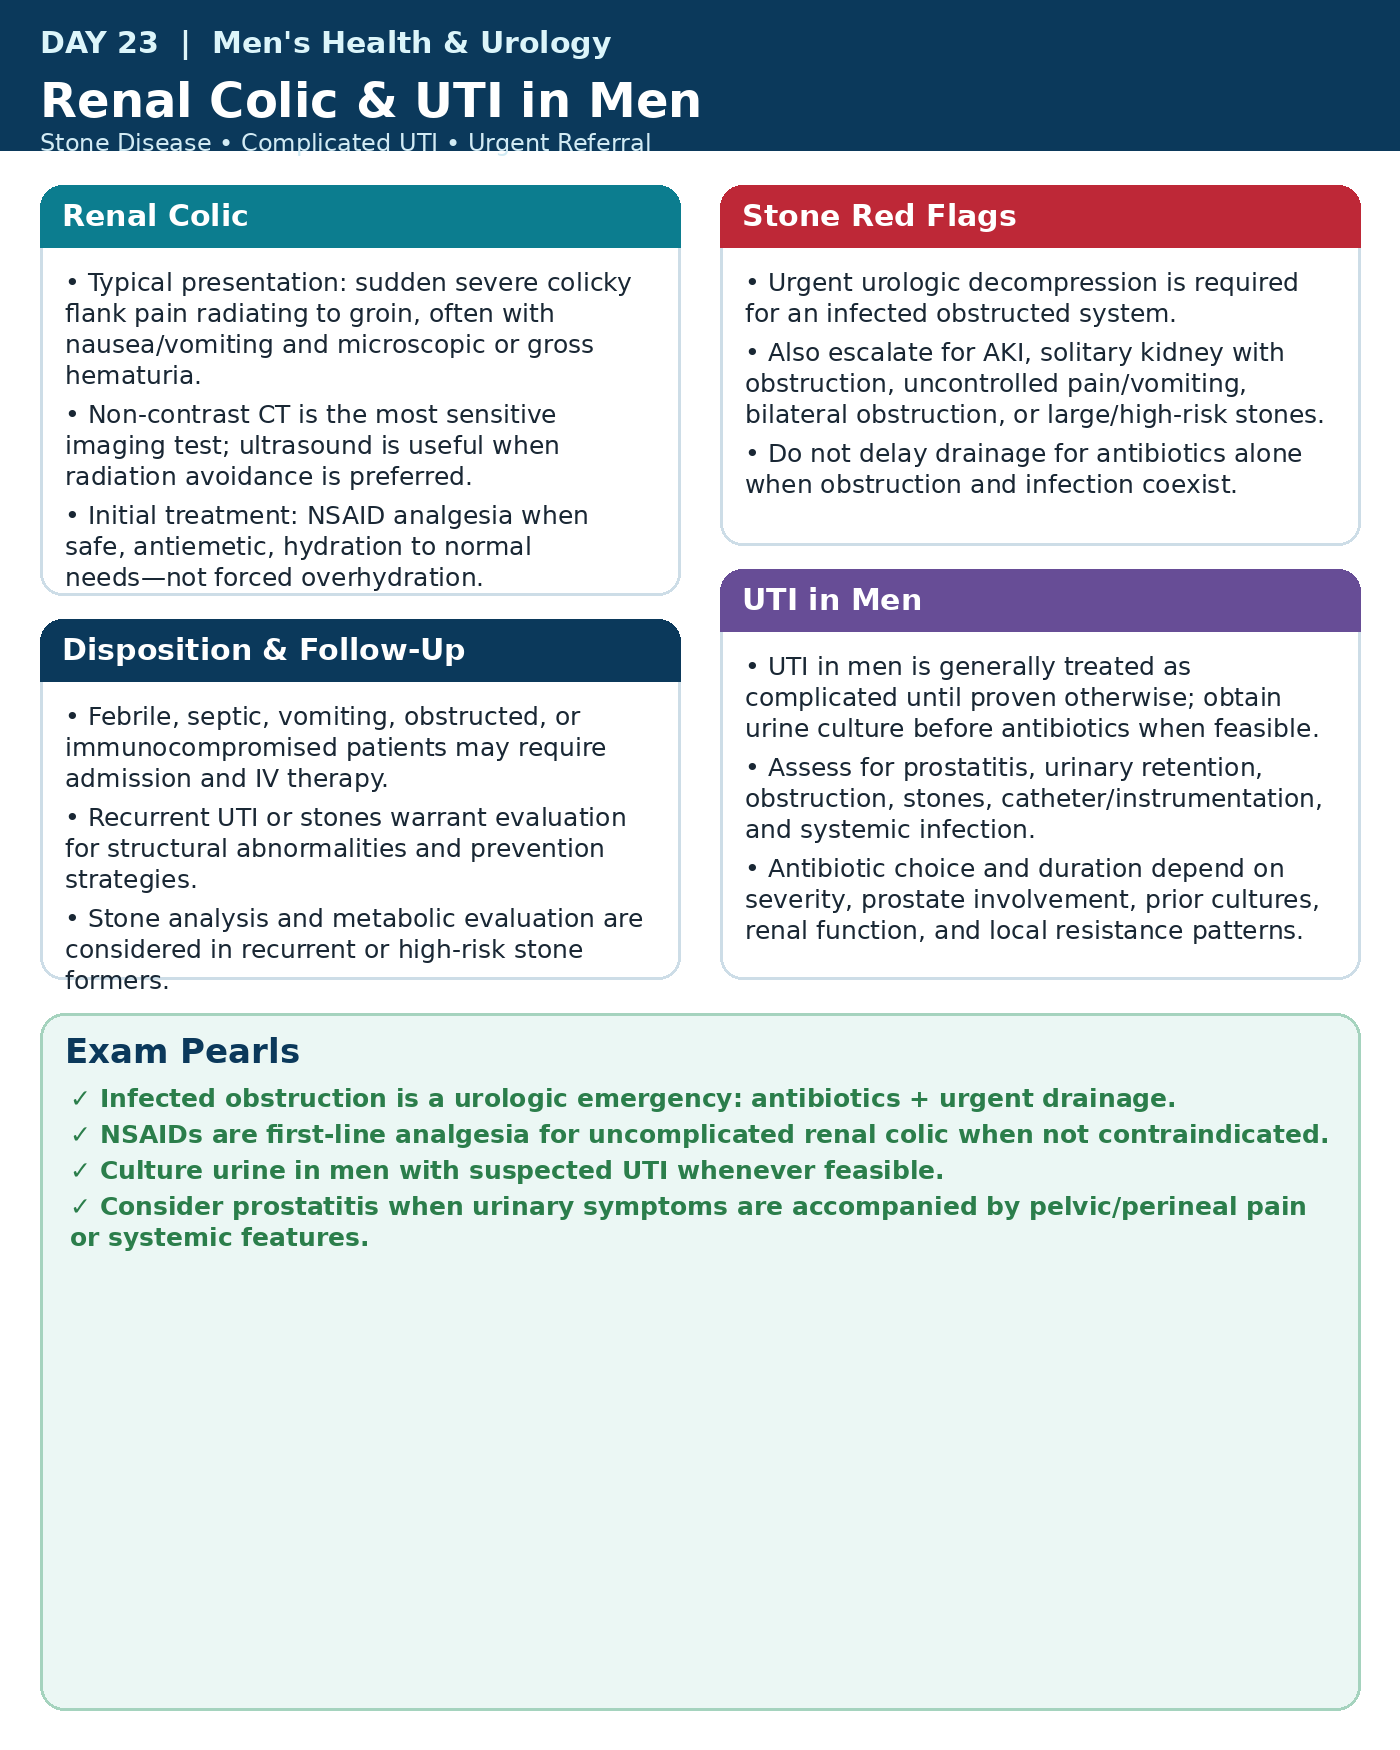 DAY 23 | Men's Health & Urology
Renal Colic & UTI in Men
Stone Disease • Complicated UTI • Urgent Referral
Renal Colic
• Typical presentation: sudden severe colicky
flank pain radiating to groin, often with
nausea/vomiting and microscopic or gross
hematuria.
• Non-contrast CT is the most sensitive
imaging test; ultrasound is useful when
radiation avoidance is preferred.
• Initial treatment: NSAID analgesia when
safe, antiemetic, hydration to normal
needs—not forced overhydration.
Disposition & Follow-Up
• Febrile, septic, vomiting, obstructed, or
immunocompromised patients may require
admission and IV therapy.
• Recurrent UTI or stones warrant evaluation
for structural abnormalities and prevention
strategies.
• Stone analysis and metabolic evaluation are
considered in recurrent or high-risk stone
formers.
Stone Red Flags
• Urgent urologic decompression is required
for an infected obstructed system.
• Also escalate for AKI, solitary kidney with
obstruction, uncontrolled pain/vomiting,
bilateral obstruction, or large/high-risk stones.
• Do not delay drainage for antibiotics alone
when obstruction and infection coexist.
UTI in Men
• UTI in men is generally treated as
complicated until proven otherwise; obtain
urine culture before antibiotics when feasible.
• Assess for prostatitis, urinary retention,
obstruction, stones, catheter/instrumentation,
and systemic infection.
• Antibiotic choice and duration depend on
severity, prostate involvement, prior cultures,
renal function, and local resistance patterns.
Exam Pearls
✓ Infected obstruction is a urologic emergency: antibiotics + urgent drainage.
✓ NSAIDs are first-line analgesia for uncomplicated renal colic when not contraindicated.
✓ Culture urine in men with suspected UTI whenever feasible.
✓ Consider prostatitis when urinary symptoms are accompanied by pelvic/perineal pain
or systemic features.